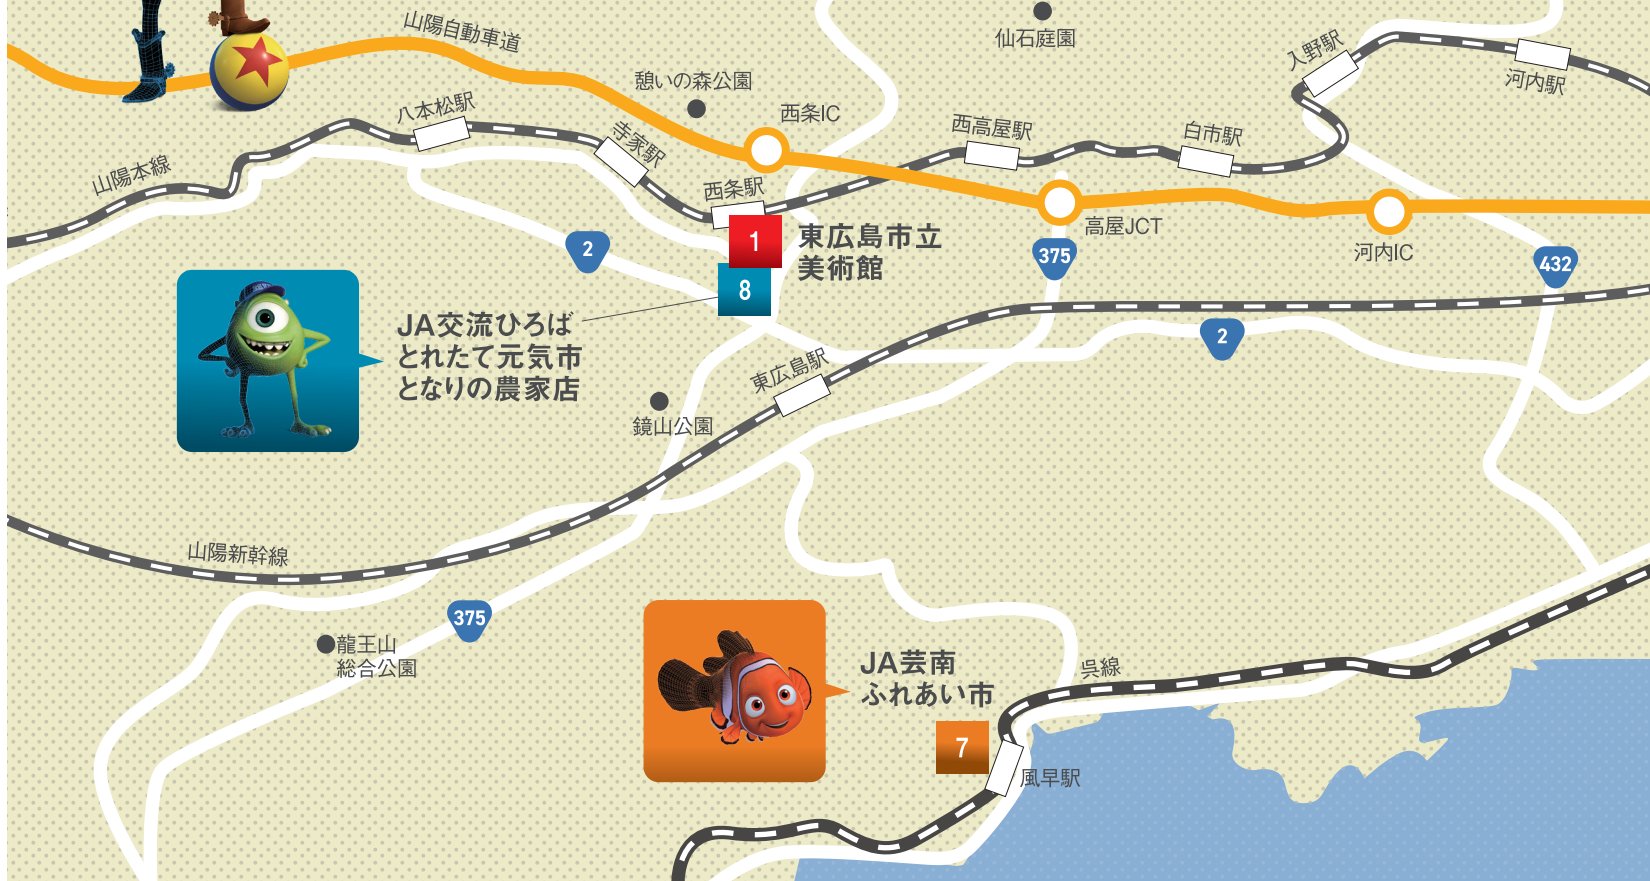 山陽自動車道
仙石庭園
入野駅
河内駅
憩いの森公園
八本松駅
西条IC
寺家駅
西高屋駅
白市駅
山陽本線
西条駅
1
東広島市立
美術館
高屋JCT
河内IC
2
375
432
8
JA交流ひろば
とれたて元気市
となりの農家店
2
東広島駅
鏡山公園
山陽新幹線
375
龍王山
総合公園
JA芸南
ふれあい市
呉線
7
風早駅